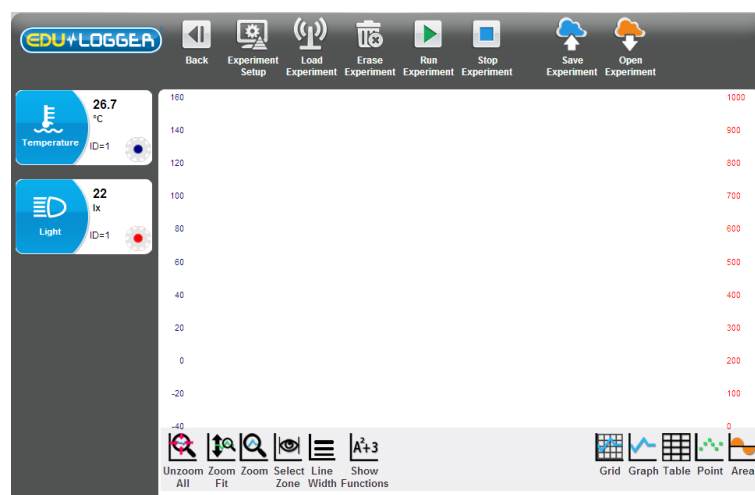 EDU LOGGER
Back
Experiment Setup
Load Experiment
Erase Experiment
Run Experiment
Stop Experiment
Save Experiment
Open Experiment
Temperature
26.7
°C
ID=1
Light
22
lx
ID=1
160
140
120
100
80
60
40
20
0
-20
-40
1000
900
800
700
600
500
400
300
200
100
0
A²+3
Unzoom All
Zoom Fit
Zoom
Select Zone
Line Width
Show Functions
Grid
Graph
Table
Point
Area